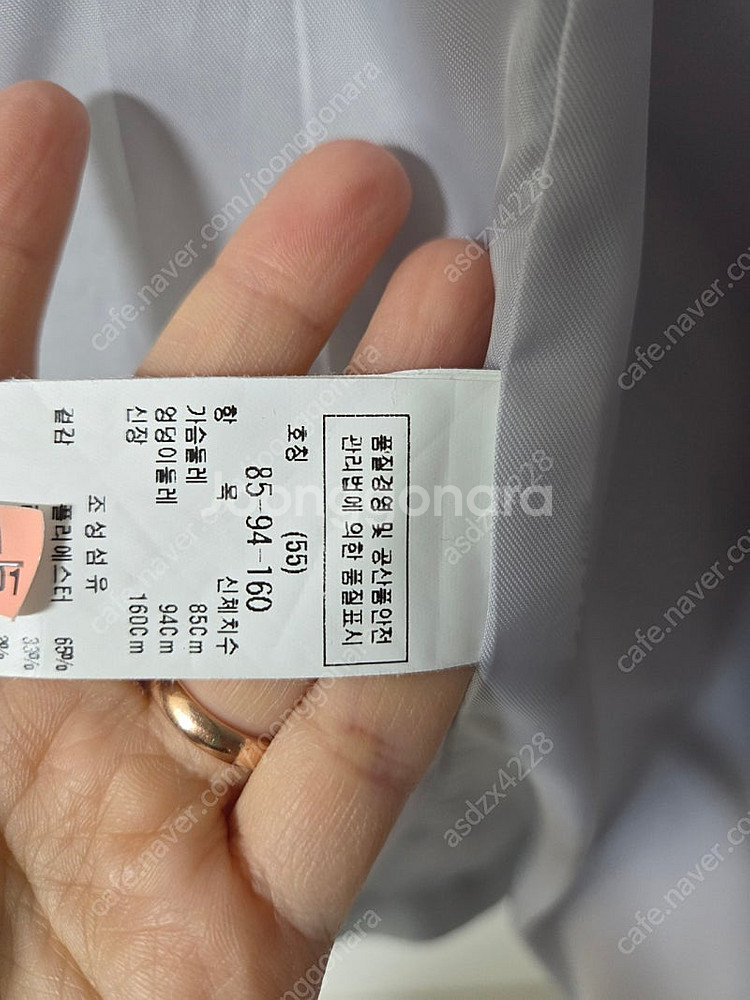 품질경영 및 공산품안전
관리법에 의한 품질표시
호칭 (55)
85-94-160
항 목 신체치수
가슴둘레 85Cm
엉덩이둘레 94Cm
신장 160Cm
조성섬유
겉감 폴리에스터 65%
33%
Joonggonara
cafe.naver.com/joonggonara
asdzx4228